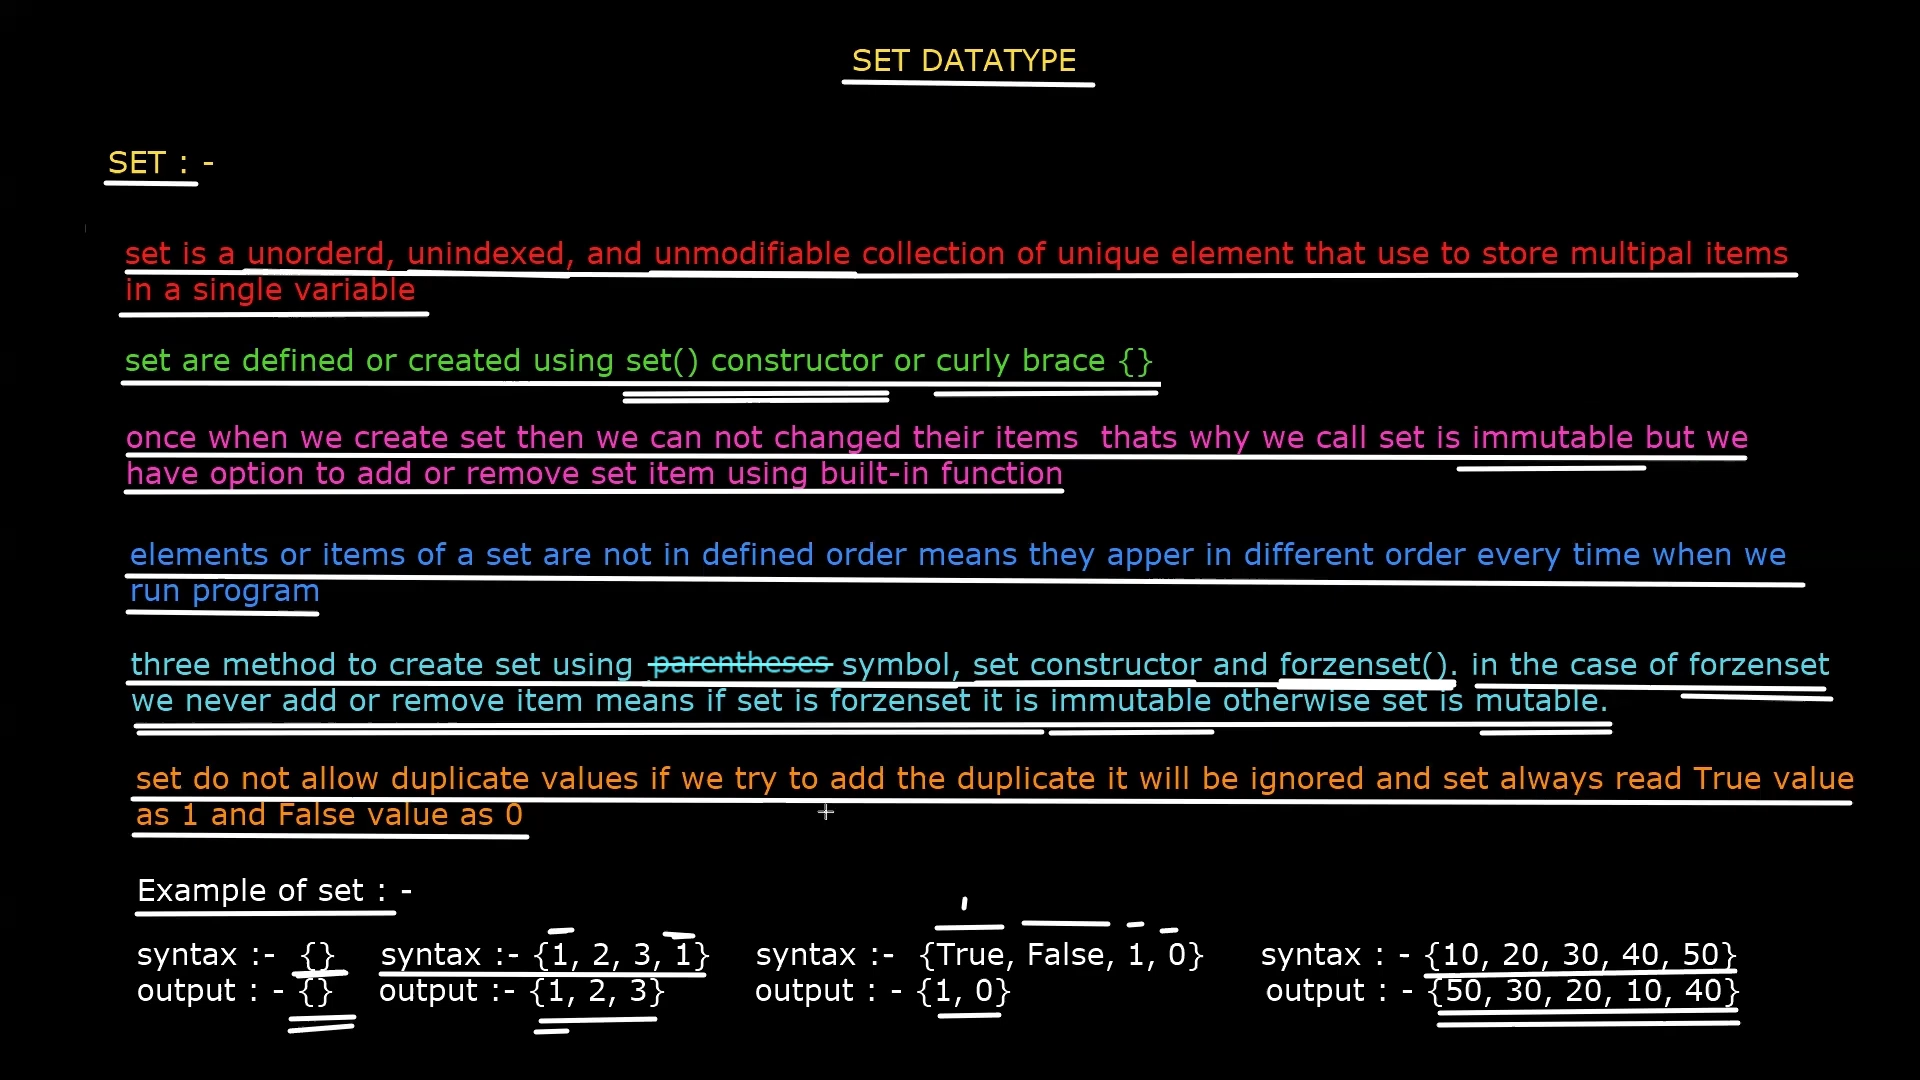 SET DATATYPE
SET : -
set is a unorderd, unindexed, and unmodifiable collection of unique element that use to store multipal items
in a single variable
set are defined or created using set() constructor or curly brace {}
once when we create set then we can not changed their items  thats why we call set is immutable but we
have option to add or remove set item using built-in function
elements or items of a set are not in defined order means they apper in different order every time when we
run program
three method to create set using parentheses symbol, set constructor and forzenset(). in the case of forzenset
we never add or remove item means if set is forzenset it is immutable otherwise set is mutable.
set do not allow duplicate values if we try to add the duplicate it will be ignored and set always read True value
as 1 and False value as 0
Example of set : -
syntax :-  {}    syntax :- {1, 2, 3, 1}    syntax :-  {True, False, 1, 0}    syntax : - {10, 20, 30, 40, 50}
output : - {}    output :- {1, 2, 3}    output : - {1, 0}    output : - {50, 30, 20, 10, 40}